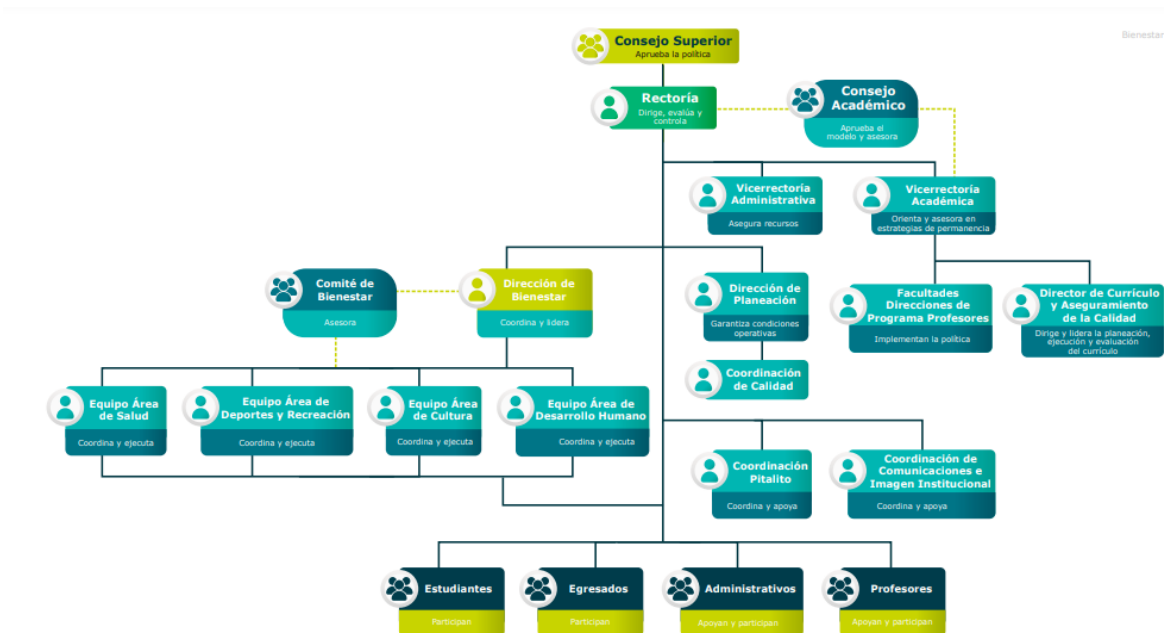 Bienestar
Consejo Superior
Aprueba la política
Rectoría
Dirige, evalúa y
controla
Consejo
Académico
Aprueba el
modelo y asesora
Vicerrectoría
Administrativa
Asegura recursos
Vicerrectoría
Académica
Orienta y asesora en
estrategias de permanencia
Comité de
Bienestar
Asesora
Dirección de
Bienestar
Coordina y lidera
Dirección de
Planeación
Garantiza condiciones
operativas
Facultades
Direcciones de
Programa Profesores
Implementan la política
Director de Currículo
y Aseguramiento
de la Calidad
Dirige y lidera la planeación,
ejecución y evaluación
del currículo
Coordinación
de Calidad
Equipo Área
de Salud
Coordina y ejecuta
Equipo Área de
Deportes y Recreación
Coordina y ejecuta
Equipo Área
de Cultura
Coordina y ejecuta
Equipo Área de
Desarrollo Humano
Coordina y ejecuta
Coordinación
Pitalito
Coordina y apoya
Coordinación de
Comunicaciones e
Imagen Institucional
Coordina y apoya
Estudiantes
Participan
Egresados
Participan
Administrativos
Apoyan y participan
Profesores
Apoyan y participan